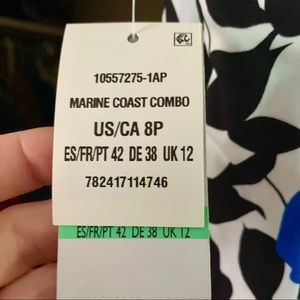 10557275-1AP
MARINE COAST COMBO
US/CA 8P
ES/FR/PT 42 DE 38 UK 12
782417114746
ES/FR/PT 42 DE 38 UK 12